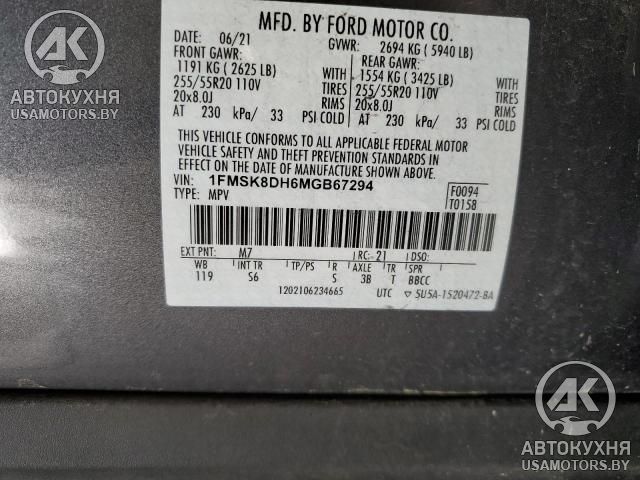 MFD. BY FORD MOTOR CO.
DATE: 06/21 GVWR: 2694 KG ( 5940 LB)
FRONT GAWR: REAR GAWR:
1191 KG ( 2625 LB) WITH 1554 KG ( 3425 LB) WITH
255/55R20 110V TIRES 255/55R20 110V TIRES
20x8.0J RIMS 20x8.0J RIMS
AT 230 kPa/ 33 PSI COLD AT 230 kPa/ 33 PSI COLD
THIS VEHICLE CONFORMS TO ALL APPLICABLE FEDERAL MOTOR
VEHICLE SAFETY AND THEFT PREVENTION STANDARDS IN
EFFECT ON THE DATE OF MANUFACTURE SHOWN ABOVE.
VIN: 1FMSK8DH6MGB67294
TYPE: MPV
F0094
T0158
EXT PNT: M7 RC: 21 DSO:
WB INT TR TP/PS R AXLE TR SPR
119 S6 S 3B T BBCC
1202106234665 UTC ▽ SU5A-1520472-BA
АК
АВТОКУХНЯ
USAMOTORS.BY
АК
АВТОКУХНЯ
USAMOTORS.BY